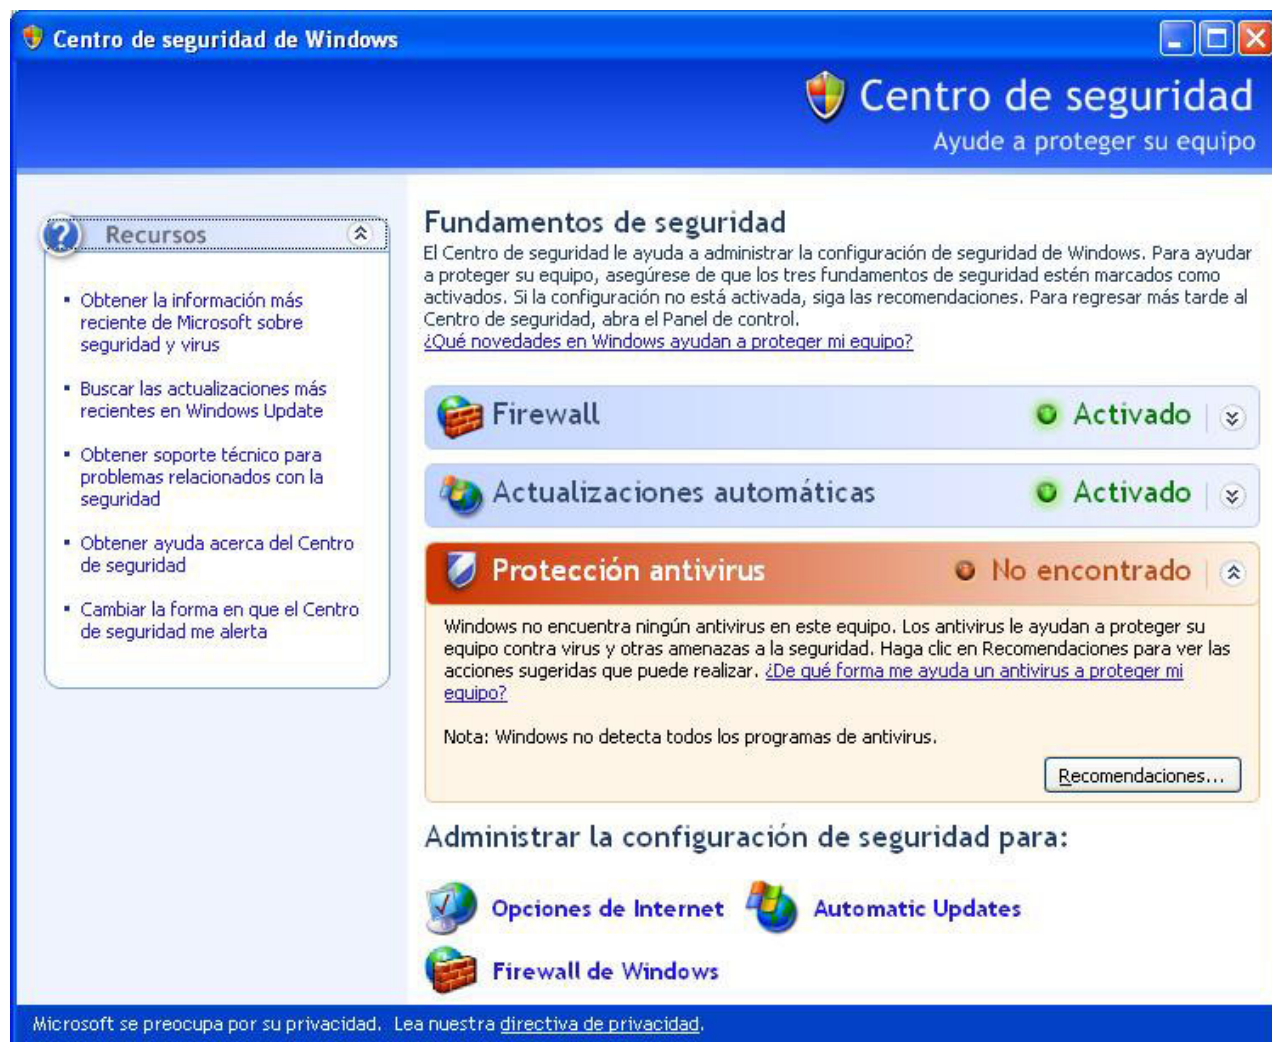 Centro de seguridad de Windows
Centro de seguridad
Ayude a proteger su equipo
Recursos
Obtener la información más
reciente de Microsoft sobre
seguridad y virus
Buscar las actualizaciones más
recientes en Windows Update
Obtener soporte técnico para
problemas relacionados con la
seguridad
Obtener ayuda acerca del Centro
de seguridad
Cambiar la forma en que el Centro
de seguridad me alerta
Fundamentos de seguridad
El Centro de seguridad le ayuda a administrar la configuración de seguridad de Windows. Para ayudar
a proteger su equipo, asegúrese de que los tres fundamentos de seguridad estén marcados como
activados. Si la configuración no está activada, siga las recomendaciones. Para regresar más tarde al
Centro de seguridad, abra el Panel de control.
¿Qué novedades en Windows ayudan a proteger mi equipo?
Firewall Activado
Actualizaciones automáticas Activado
Protección antivirus No encontrado
Windows no encuentra ningún antivirus en este equipo. Los antivirus le ayudan a proteger su
equipo contra virus y otras amenazas a la seguridad. Haga clic en Recomendaciones para ver las
acciones sugeridas que puede realizar. ¿De qué forma me ayuda un antivirus a proteger mi
equipo?
Nota: Windows no detecta todos los programas de antivirus.
Recomendaciones...
Administrar la configuración de seguridad para:
Opciones de Internet Automatic Updates
Firewall de Windows
Microsoft se preocupa por su privacidad. Lea nuestra directiva de privacidad.